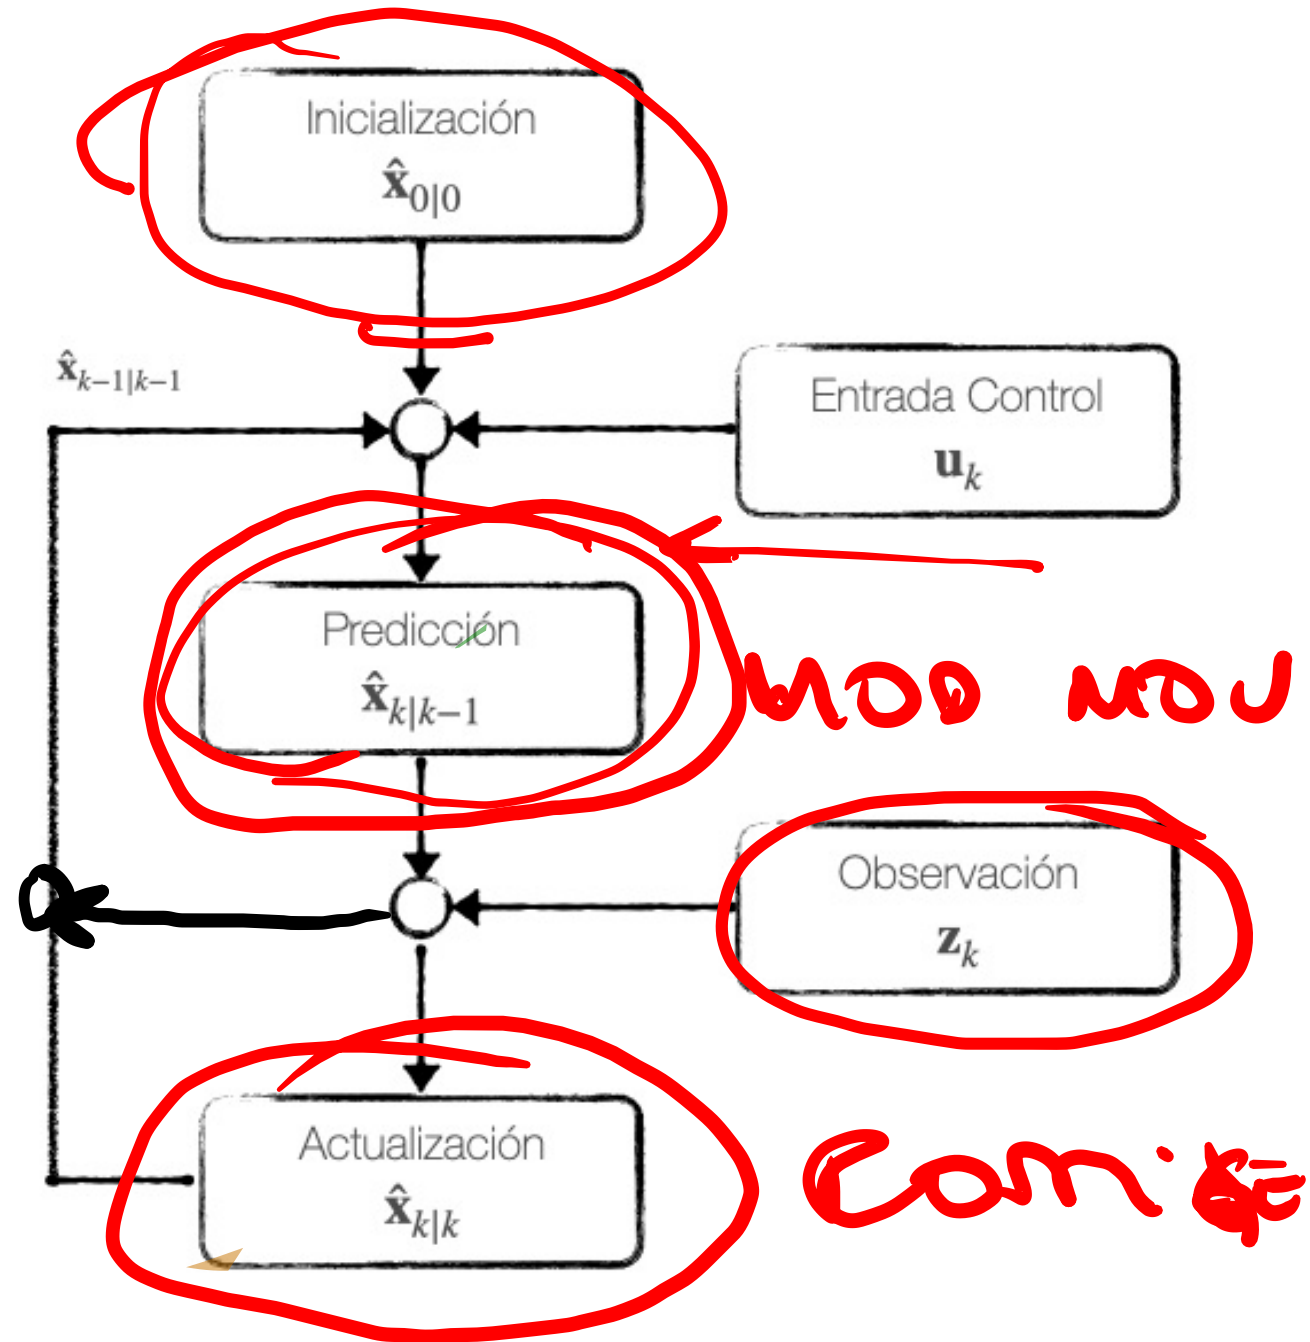 Inicialización
x̂₀|₀
x̂ₖ₋₁|ₖ₋₁
Entrada Control
uₖ
Predicción
x̂ₖ|ₖ₋₁
MOD MOV
Observación
zₖ
Actualización
x̂ₖ|ₖ